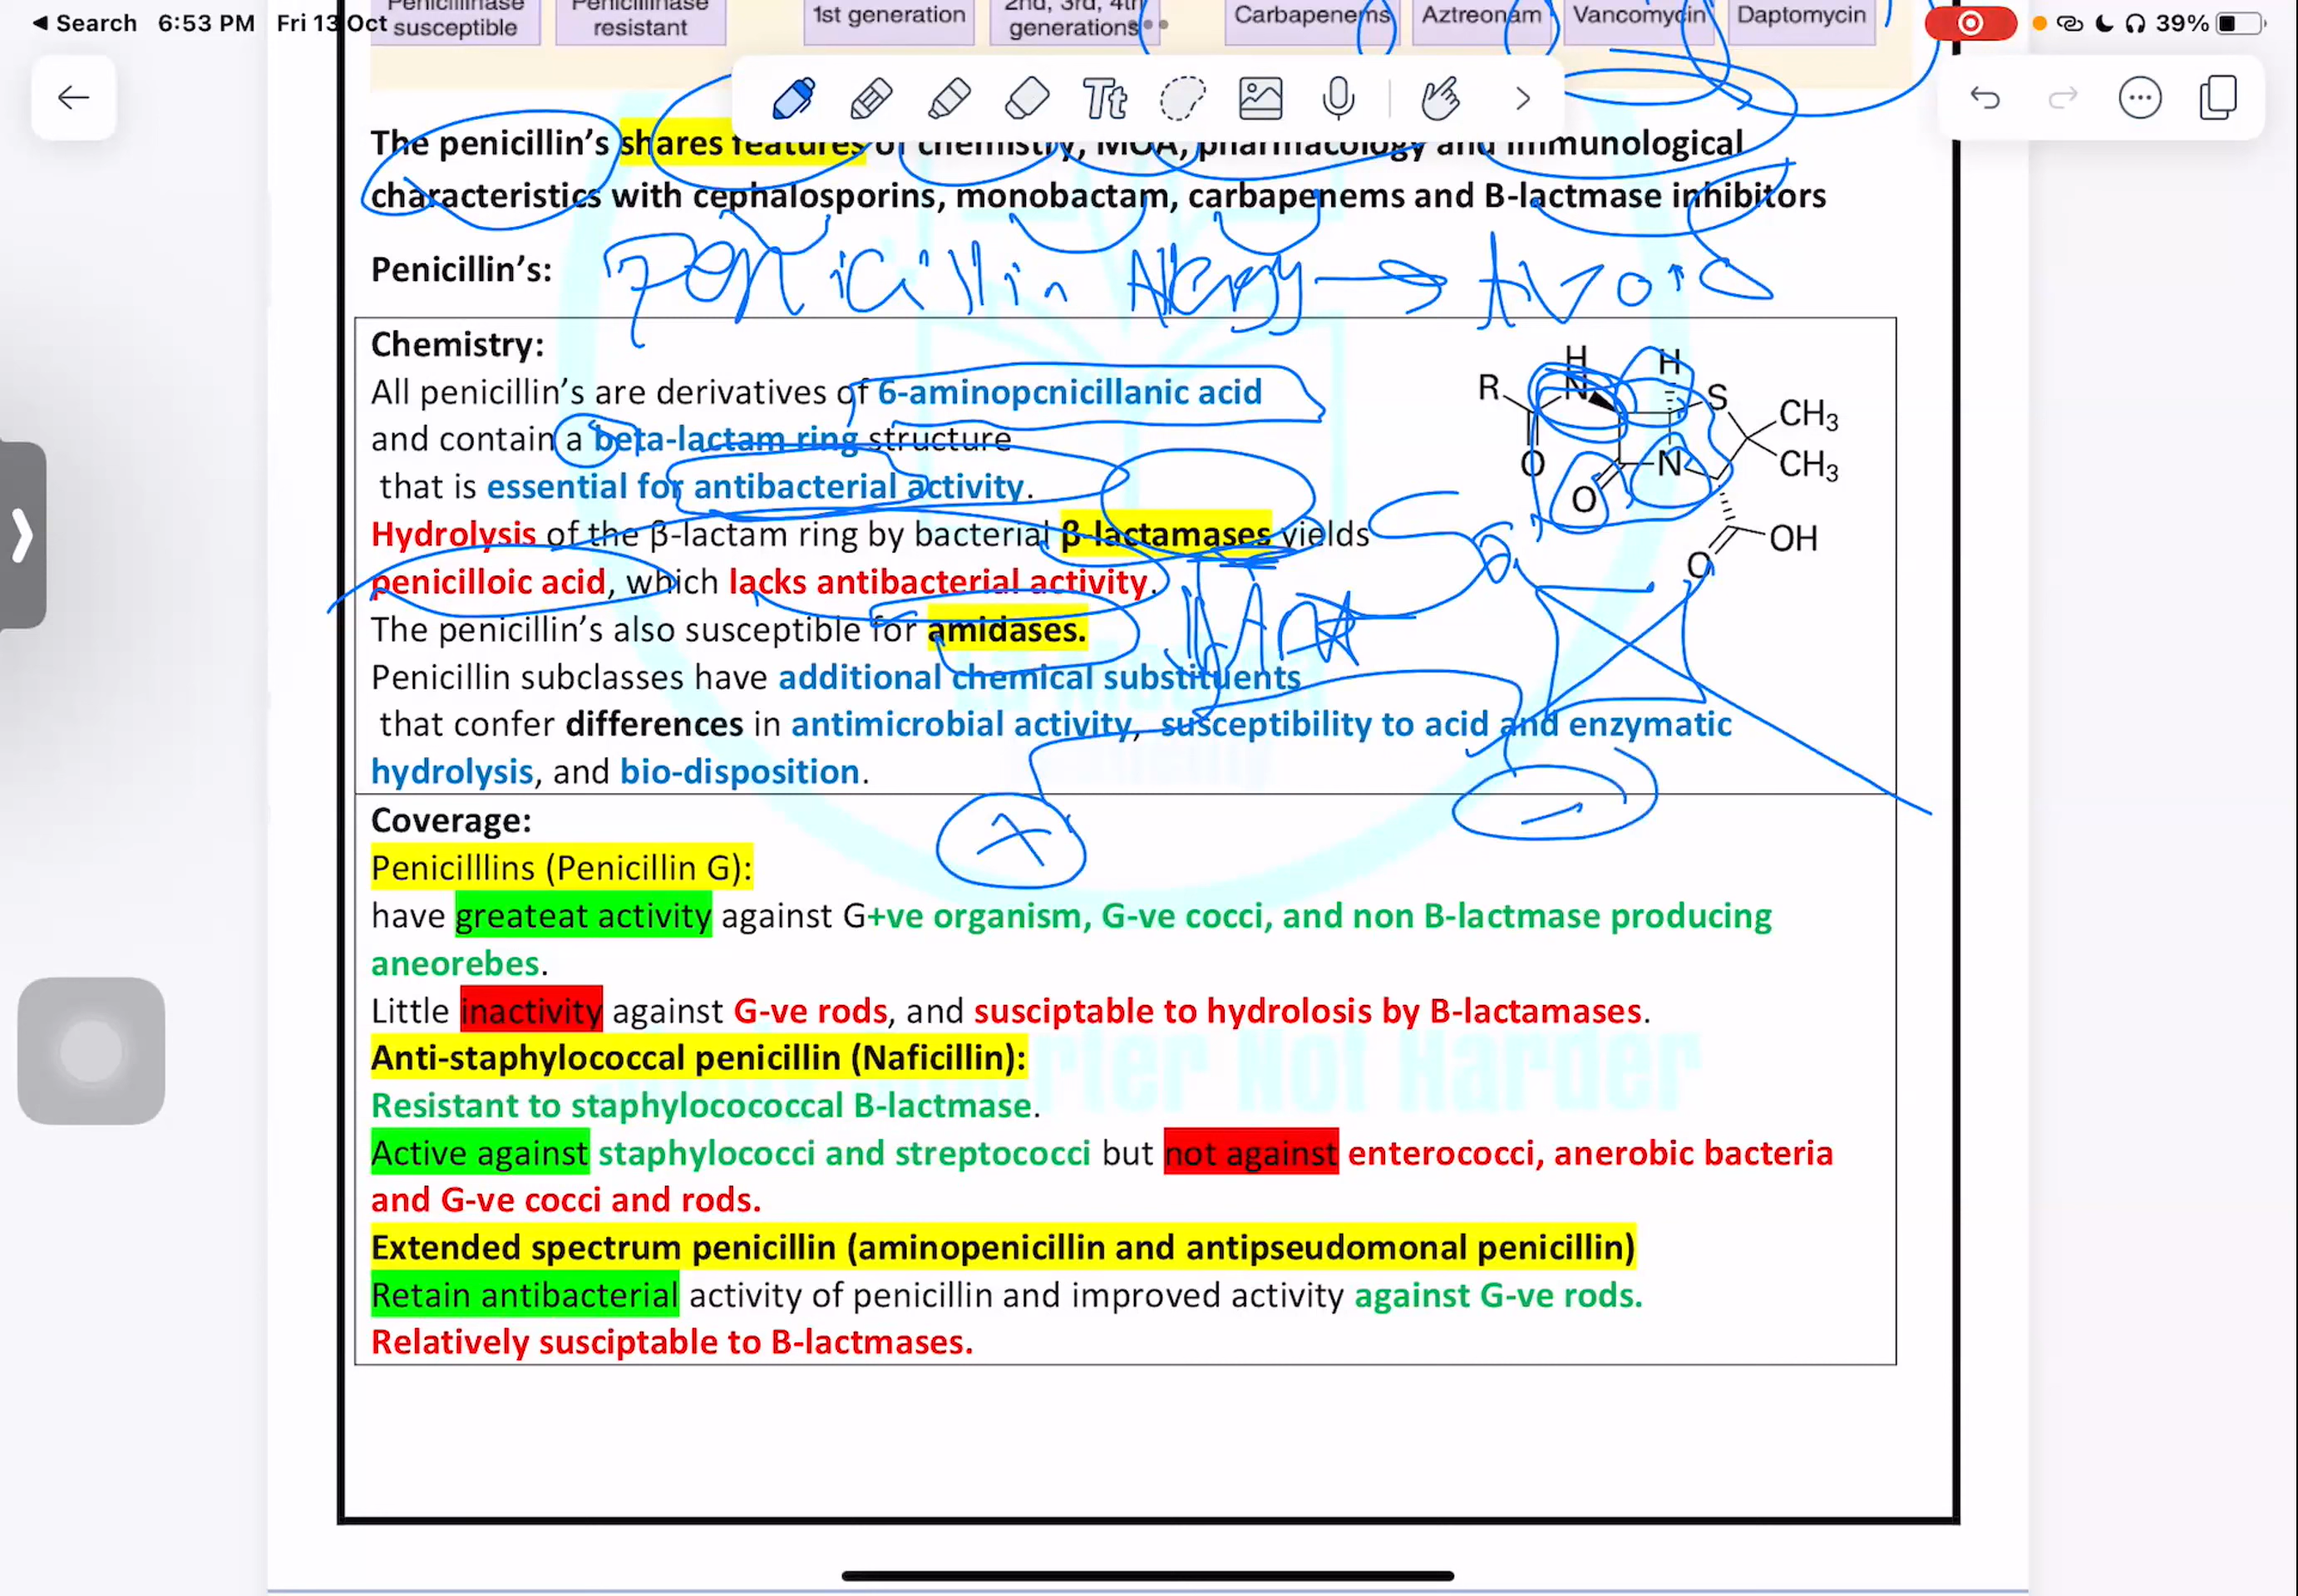 Search 6:53 PM Fri 13 Oct 39%
Penicillinase susceptible
Penicillinase resistant
1st generation
2nd, 3rd, 4th generations
Carbapenems
Aztreonam
Vancomycin
Daptomycin
Tt
The penicillin's shares features of chemistry, MOA, pharmacology and immunological
characteristics with cephalosporins, monobactam, carbapenems and B-lactmase inhibitors
Penicillin's: Penicillin Allergy → Avoid
Chemistry:
All penicillin's are derivatives of 6-aminopcnicillanic acid
and contain a beta-lactam ring structure
that is essential for antibacterial activity.
Hydrolysis of the β-lactam ring by bacterial β-lactamases yields
penicilloic acid, which lacks antibacterial activity.
The penicillin's also susceptible for amidases.
Penicillin subclasses have additional chemical substituents
that confer differences in antimicrobial activity, susceptibility to acid and enzymatic
hydrolysis, and bio-disposition.
H H
R N S CH3
O N CH3
O
OH
O
Coverage:
Penicilllins (Penicillin G):
have greateat activity against G+ve organism, G-ve cocci, and non B-lactmase producing
aneorebes.
Little inactivity against G-ve rods, and susciptable to hydrolosis by B-lactamases.
Anti-staphylococcal penicillin (Naficillin):
Resistant to staphylocococcal B-lactmase.
Active against staphylococci and streptococci but not against enterococci, anerobic bacteria
and G-ve cocci and rods.
Extended spectrum penicillin (aminopenicillin and antipseudomonal penicillin)
Retain antibacterial activity of penicillin and improved activity against G-ve rods.
Relatively susciptable to B-lactmases.
Not Harder